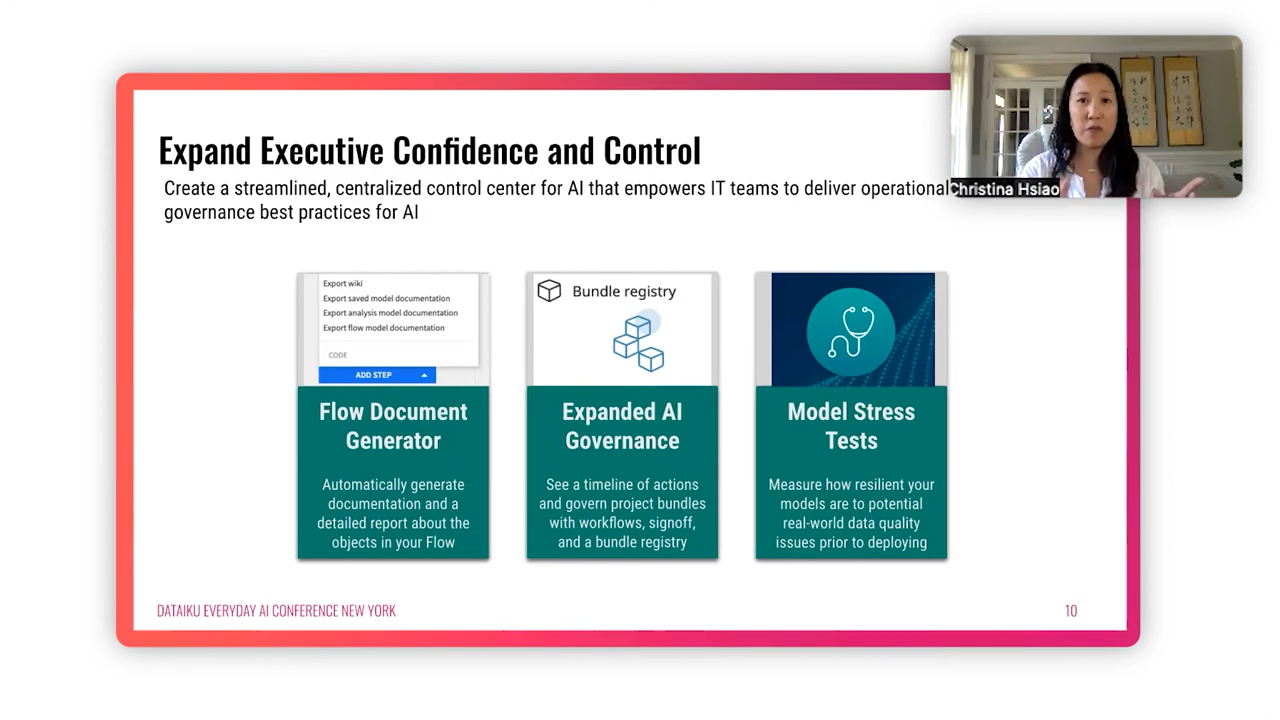 Expand Executive Confidence and Control
Create a streamlined, centralized control center for AI that empowers IT teams to deliver operational
governance best practices for AI
Christina Hsiao
Export wiki
Export saved model documentation
Export analysis model documentation
Export flow model documentation
CODE
ADD STEP
Flow Document
Generator
Automatically generate
documentation and a
detailed report about the
objects in your Flow
Bundle registry
Expanded AI
Governance
See a timeline of actions
and govern project bundles
with workflows, signoff,
and a bundle registry
Model Stress
Tests
Measure how resilient your
models are to potential
real-world data quality
issues prior to deploying
DATAIKU EVERYDAY AI CONFERENCE NEW YORK
10